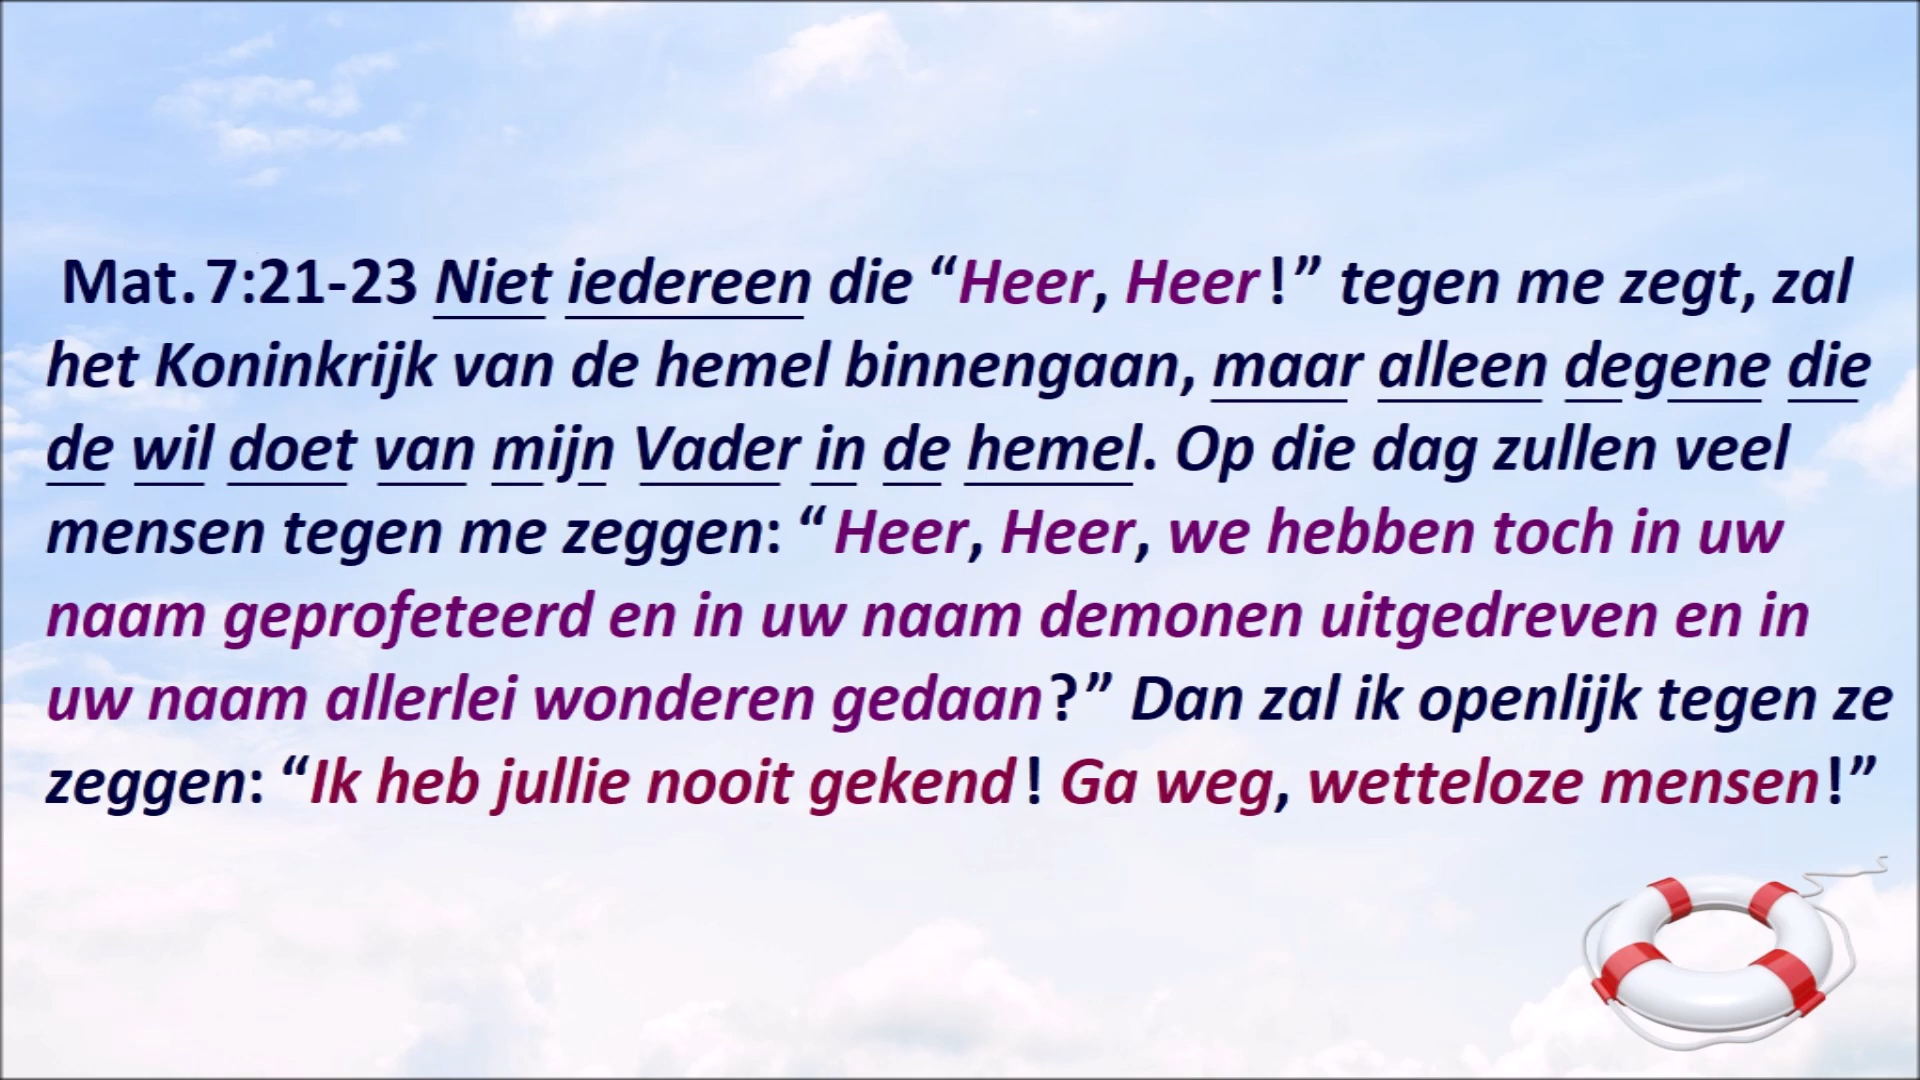 Mat. 7:21-23 Niet iedereen die “Heer, Heer!” tegen me zegt, zal
het Koninkrijk van de hemel binnengaan, maar alleen degene die
de wil doet van mijn Vader in de hemel. Op die dag zullen veel
mensen tegen me zeggen: “Heer, Heer, we hebben toch in uw
naam geprofeteerd en in uw naam demonen uitgedreven en in
uw naam allerlei wonderen gedaan?” Dan zal ik openlijk tegen ze
zeggen: “Ik heb jullie nooit gekend! Ga weg, wetteloze mensen!”